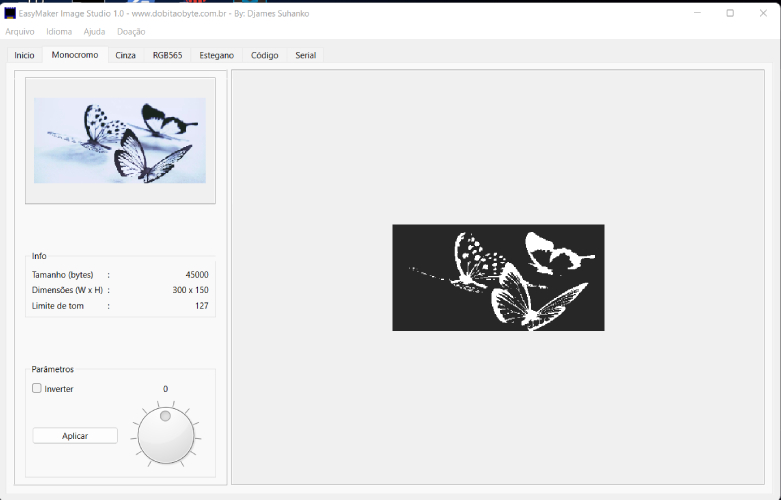 EasyMaker Image Studio 1.0 - www.dobitaobyte.com.br - By: Djames Suhanko
Arquivo Idioma Ajuda Doação
Inicio Monocromo Cinza RGB565 Estegano Código Serial
Info
Tamanho (bytes) : 45000
Dimensões (W x H) : 300 x 150
Limite de tom : 127
Parâmetros
Inverter 0
Aplicar